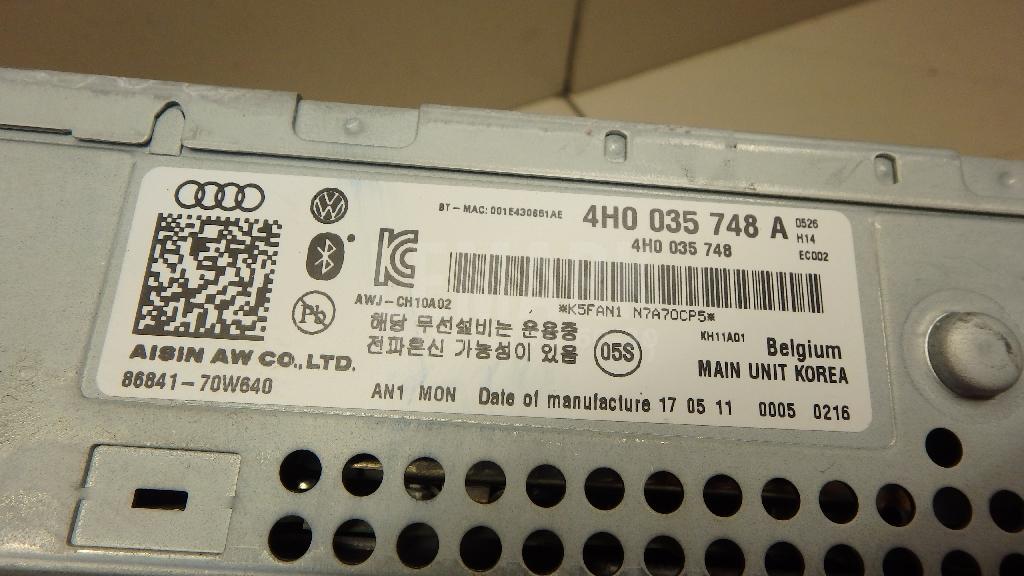 BT-MAC: 001E430651AE
4H0 035 748 A
4H0 035 748
0526
H14
EC002
Pb
AWJ-CH10A02
*K5FAN1 N7A70CP5*
해당 무선설비는 운용중
전파혼신 가능성이 있음
05S
KH11A01
Belgium
MAIN UNIT KOREA
AISIN AW CO., LTD.
86841-70W640
AN1 MON Date of manufacture 17 05 11 0005 0216